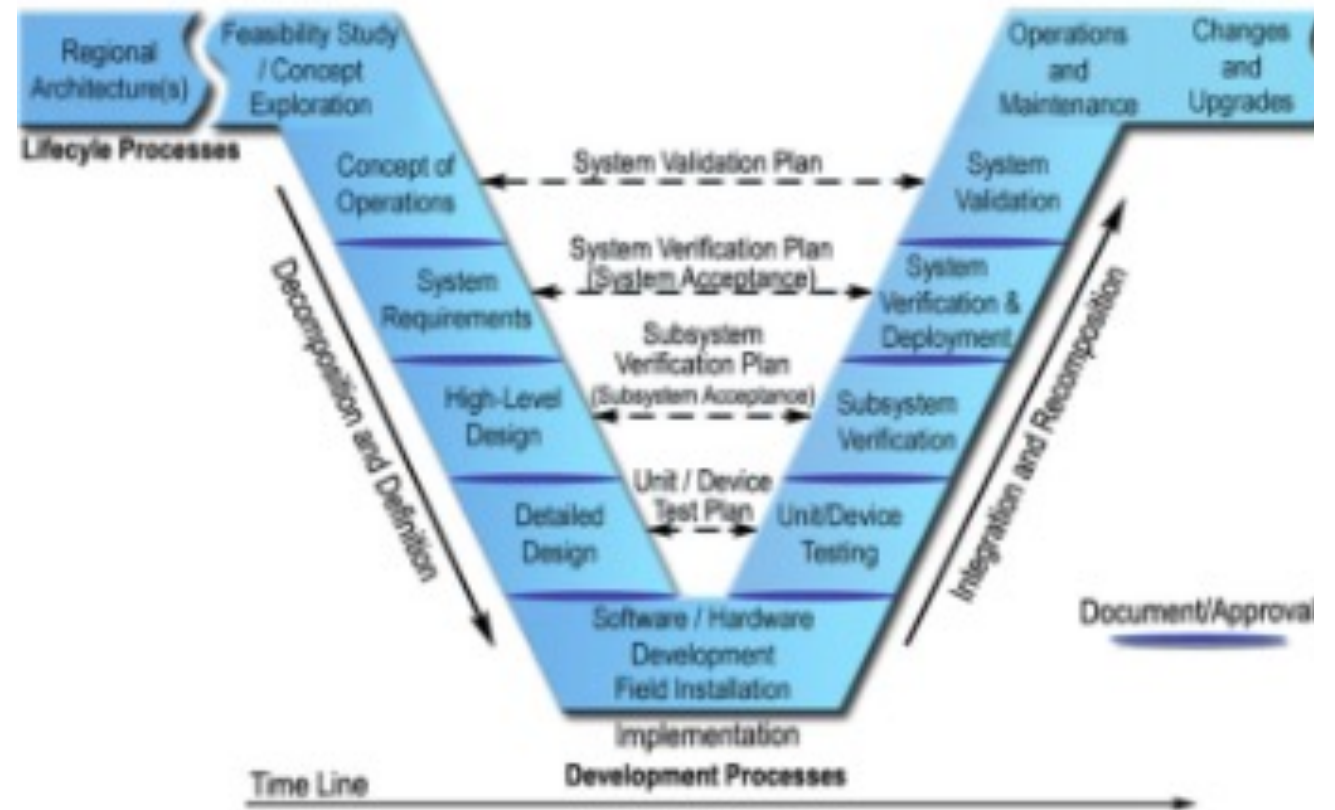 Regional
Architecture(s)
Feasibility Study
/ Concept
Exploration
Operations
and
Maintenance
Changes
and
Upgrades
Lifecyle Processes
Concept of
Operations
System Validation Plan
System
Validation
System Verification Plan
(System Acceptance)
System
Requirements
System
Verification &
Deployment
Subsystem
Verification Plan
(Subsystem Acceptance)
High-Level
Design
Subsystem
Verification
Unit / Device
Test Plan
Detailed
Design
Unit/Device
Testing
Decomposition and Definition
Integration and Recomposition
Software / Hardware
Development
Field Installation
Document/Approval
Implementation
Development Processes
Time Line